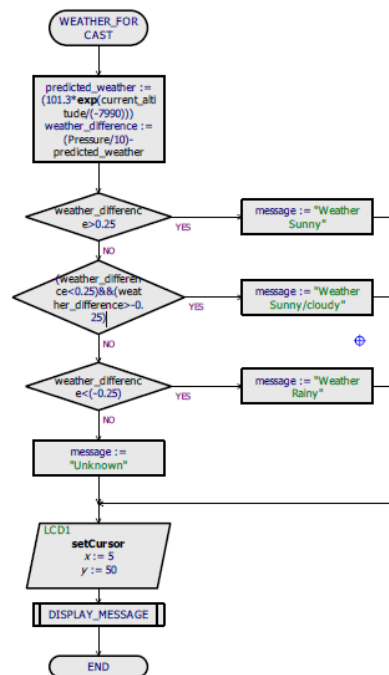 WEATHER_FOR
CAST
predicted_weather :=
(101.3*exp(current_alti
tude/(-7990)))
weather_difference :=
(Pressure/10)-
predicted_weather
weather_differenc
e>0.25
YES
message := "Weather
Sunny"
NO
(weather_differen
ce<0.25)&&(weat
her_difference>-0.
25)
YES
message := "Weather
Sunny/cloudy"
NO
weather_differenc
e<(-0.25)
YES
message := "Weather
Rainy"
NO
message :=
"Unknown"
LCD1
setCursor
x := 5
y := 50
DISPLAY_MESSAGE
END